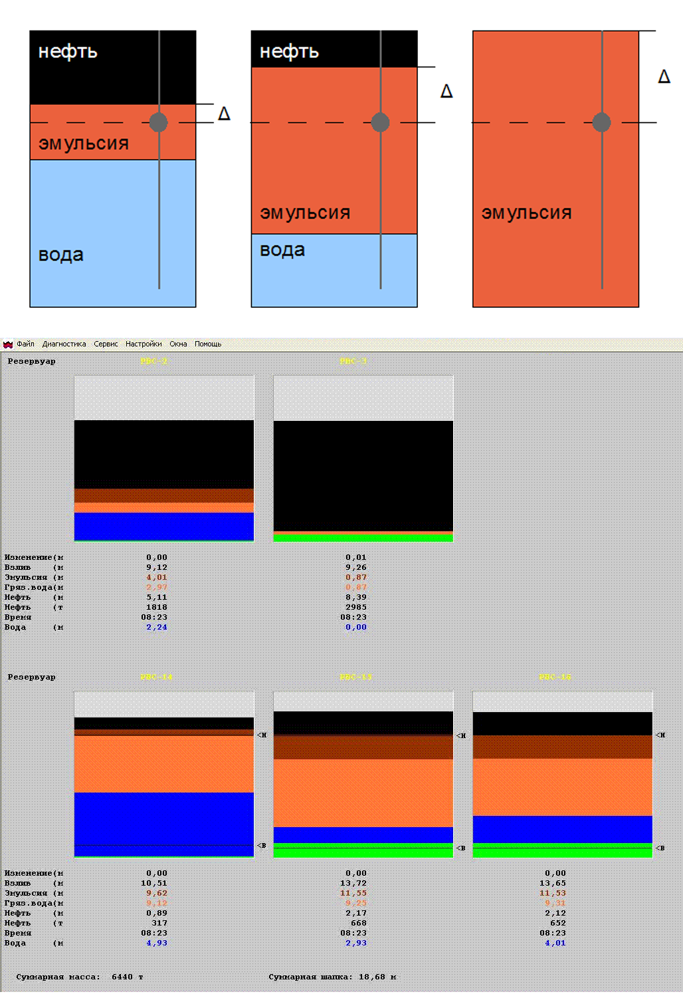 нефть
Δ
эмульсия
вода
нефть
Δ
эмульсия
вода
Δ
эмульсия
Файл Диагностика Сервис Настройки Окна Помощь
Резервуар РВС-2 РВС-3
Изменение(м 0,00 0,01
Взлив (м 9,12 9,26
Эмульсия (м 4,01 0,87
Гряз.вода(м 2,97 0,87
Нефть (м 5,11 8,39
Нефть (т 1818 2985
Время 08:23 08:23
Вода (м 2,24 0,00
Резервуар РВС-14 РВС-15 РВС-16
<Н <Н <Н
<В <В <В
Изменение(м 0,00 0,00 0,00
Взлив (м 10,51 13,72 13,65
Эмульсия (м 9,62 11,55 11,53
Гряз.вода(м 9,12 9,25 9,31
Нефть (м 0,89 2,17 2,12
Нефть (т 317 668 652
Время 08:23 08:23 08:23
Вода (м 4,93 2,93 4,01
Суммарная масса: 6440 т Суммарная шапка: 18,68 м